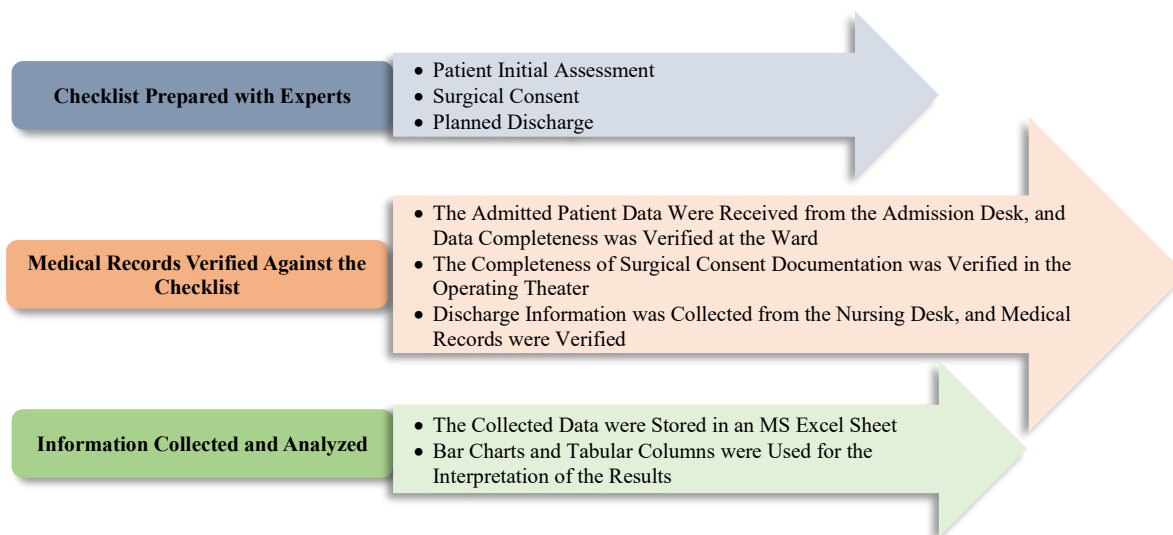 Checklist Prepared with Experts
• Patient Initial Assessment
• Surgical Consent
• Planned Discharge
Medical Records Verified Against the
Checklist
• The Admitted Patient Data Were Received from the Admission Desk, and
Data Completeness was Verified at the Ward
• The Completeness of Surgical Consent Documentation was Verified in the
Operating Theater
• Discharge Information was Collected from the Nursing Desk, and Medical
Records were Verified
Information Collected and Analyzed
• The Collected Data were Stored in an MS Excel Sheet
• Bar Charts and Tabular Columns were Used for the
Interpretation of the Results